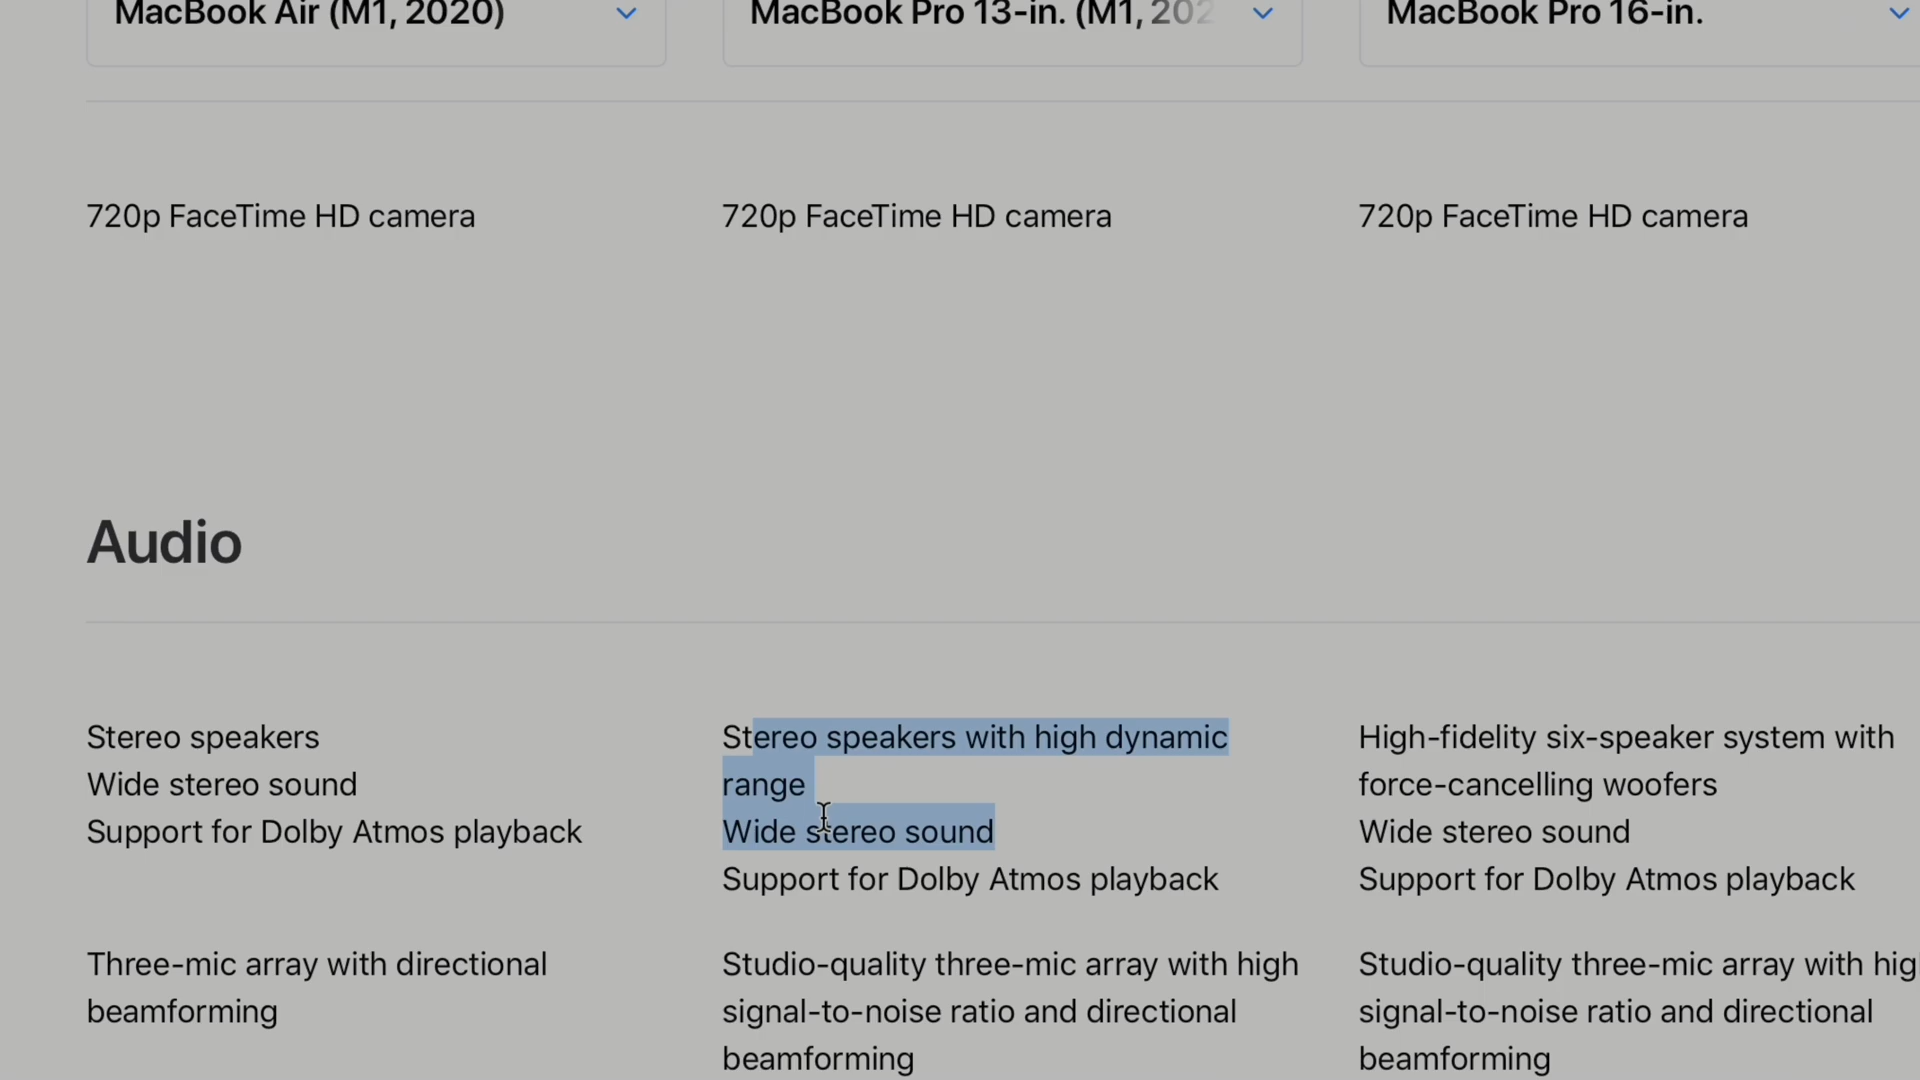 MacBook Air (M1, 2020)
MacBook Pro 13-in. (M1, 202
MacBook Pro 16-in.
720p FaceTime HD camera
720p FaceTime HD camera
720p FaceTime HD camera
Audio
Stereo speakers
Wide stereo sound
Support for Dolby Atmos playback
Stereo speakers with high dynamic
range
Wide stereo sound
Support for Dolby Atmos playback
High-fidelity six-speaker system with
force-cancelling woofers
Wide stereo sound
Support for Dolby Atmos playback
Three-mic array with directional
beamforming
Studio-quality three-mic array with high
signal-to-noise ratio and directional
beamforming
Studio-quality three-mic array with hig
signal-to-noise ratio and directional
beamforming